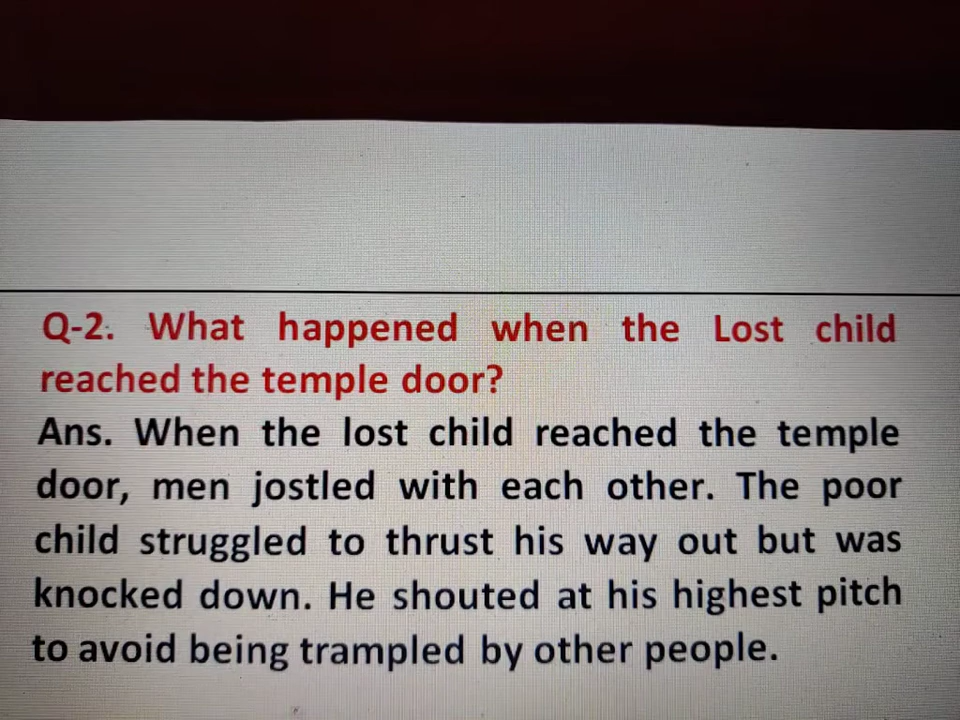 Q-2. What happened when the Lost child
reached the temple door?
Ans. When the lost child reached the temple
door, men jostled with each other. The poor
child struggled to thrust his way out but was
knocked down. He shouted at his highest pitch
to avoid being trampled by other people.